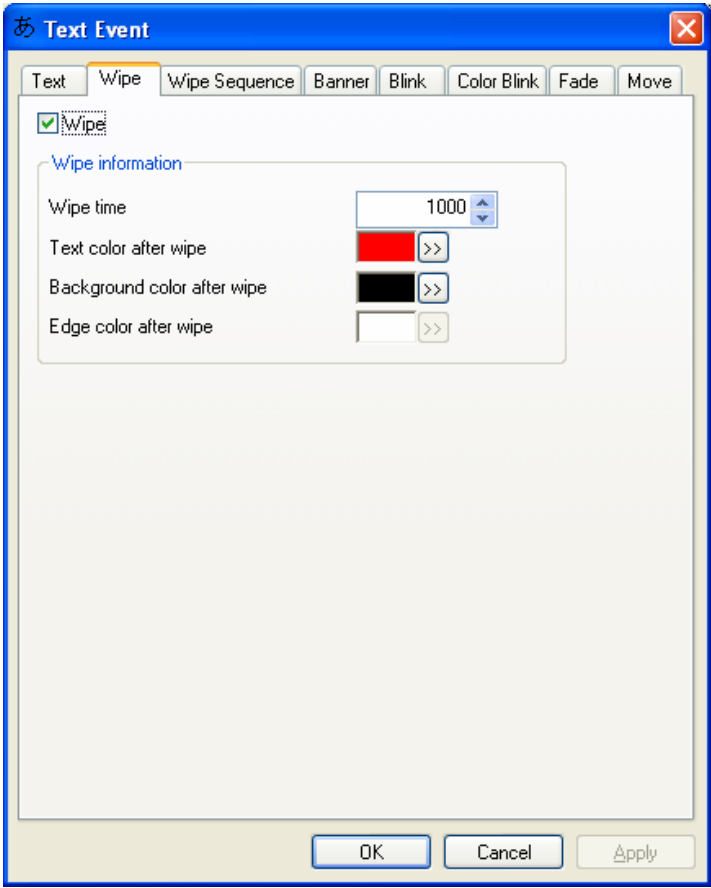 あ Text Event
Text Wipe Wipe Sequence Banner Blink Color Blink Fade Move
Wipe
Wipe information
Wipe time 1000
Text color after wipe >>
Background color after wipe >>
Edge color after wipe >>
OK Cancel Apply